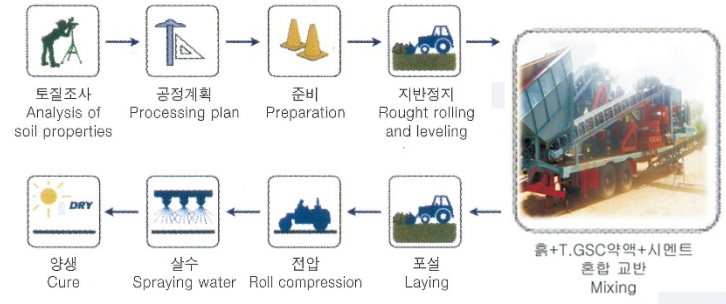 토질조사
Analysis of
soil properties
공정계획
Processing plan
준비
Preparation
지반정지
Rought rolling
and leveling
흙+T.GSC약액+시멘트
혼합 교반
Mixing
포설
Laying
전압
Roll compression
살수
Spraying water
DRY
양생
Cure